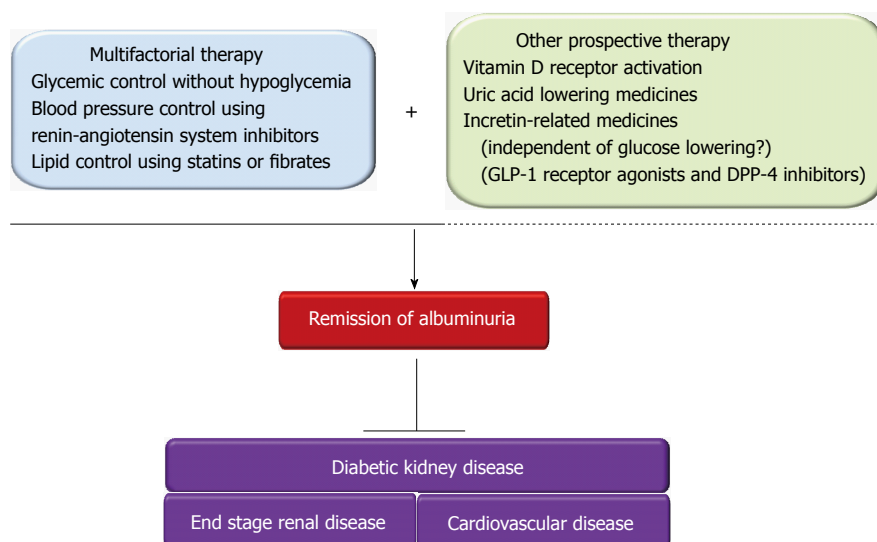 Multifactorial therapy
Glycemic control without hypoglycemia
Blood pressure control using
renin-angiotensin system inhibitors
Lipid control using statins or fibrates
+
Other prospective therapy
Vitamin D receptor activation
Uric acid lowering medicines
Incretin-related medicines
(independent of glucose lowering?)
(GLP-1 receptor agonists and DPP-4 inhibitors)
Remission of albuminuria
Diabetic kidney disease
End stage renal disease
Cardiovascular disease